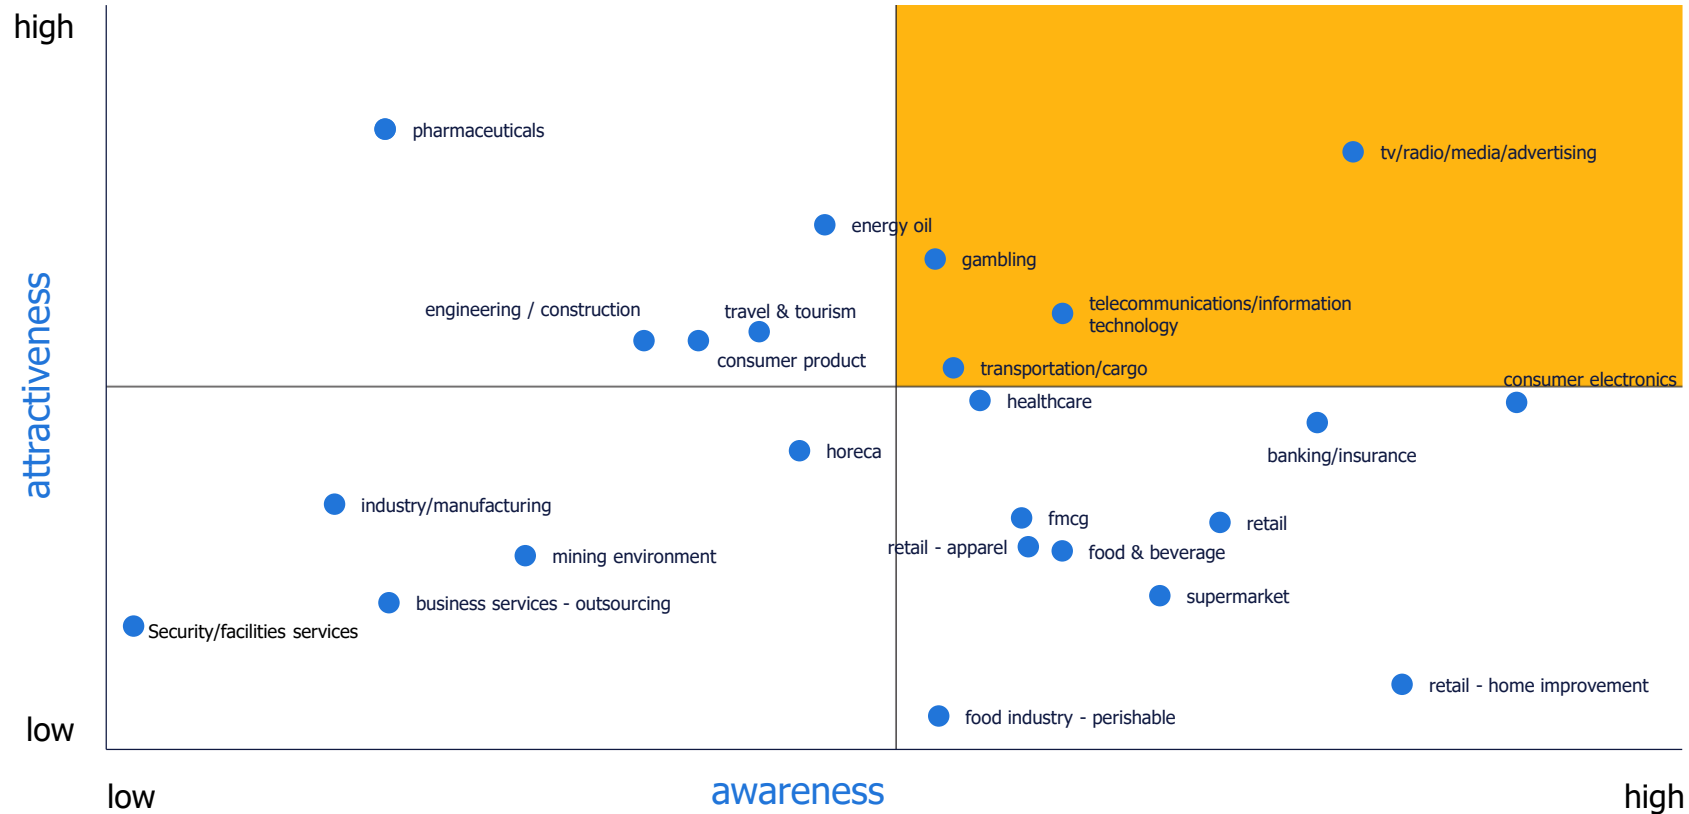 high
pharmaceuticals
tv/radio/media/advertising
energy oil
gambling
engineering / construction
travel & tourism
telecommunications/information
technology
consumer product
transportation/cargo
consumer electronics
healthcare
attractiveness
horeca
banking/insurance
industry/manufacturing
fmcg
retail
retail - apparel
food & beverage
mining environment
business services - outsourcing
supermarket
Security/facilities services
retail - home improvement
food industry - perishable
low
low
awareness
high